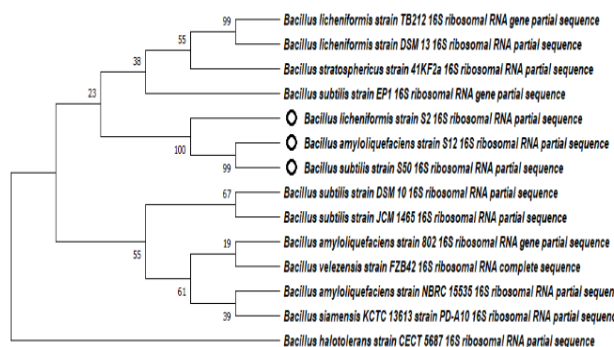 99
Bacillus licheniformis strain TB212 16S ribosomal RNA gene partial sequence
55
Bacillus licheniformis strain DSM 13 16S ribosomal RNA partial sequence
38
Bacillus stratosphericus strain 41KF2a 16S ribosomal RNA partial sequence
23
Bacillus subtilis strain EP1 16S ribosomal RNA gene partial sequence
Bacillus licheniformis strain S2 16S ribosomal RNA partial sequence
100
Bacillus amyloliquefaciens strain S12 16S ribosomal RNA partial sequence
99
Bacillus subtilis strain S50 16S ribosomal RNA partial sequence
67
Bacillus subtilis strain DSM 10 16S ribosomal RNA partial sequence
Bacillus subtilis strain JCM 1465 16S ribosomal RNA partial sequence
55
19
Bacillus amyloliquefaciens strain 802 16S ribosomal RNA gene partial sequence
Bacillus velezensis strain FZB42 16S ribosomal RNA complete sequence
61
Bacillus amyloliquefaciens strain NBRC 15535 16S ribosomal RNA partial sequen
39
Bacillus siamensis KCTC 13613 strain PD-A10 16S ribosomal RNA partial sequenc
Bacillus halotolerans strain CECT 5687 16S ribosomal RNA partial sequence